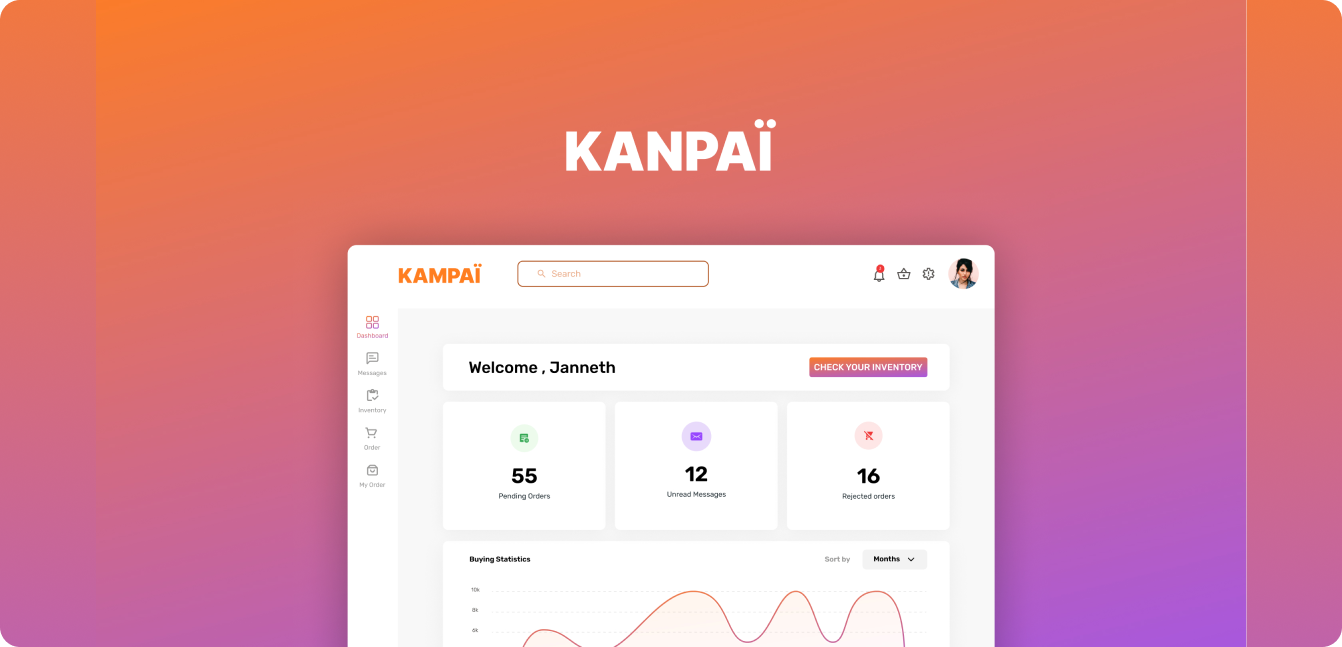 KANPAÏ
KAMPAÏ
Search
Dashboard
Messages
Inventory
Order
My Order
Welcome , Janneth
CHECK YOUR INVENTORY
55
Pending Orders
12
Unread Messages
16
Rejected orders
Buying Statistics
Sort by
Months
10k
8k
6k